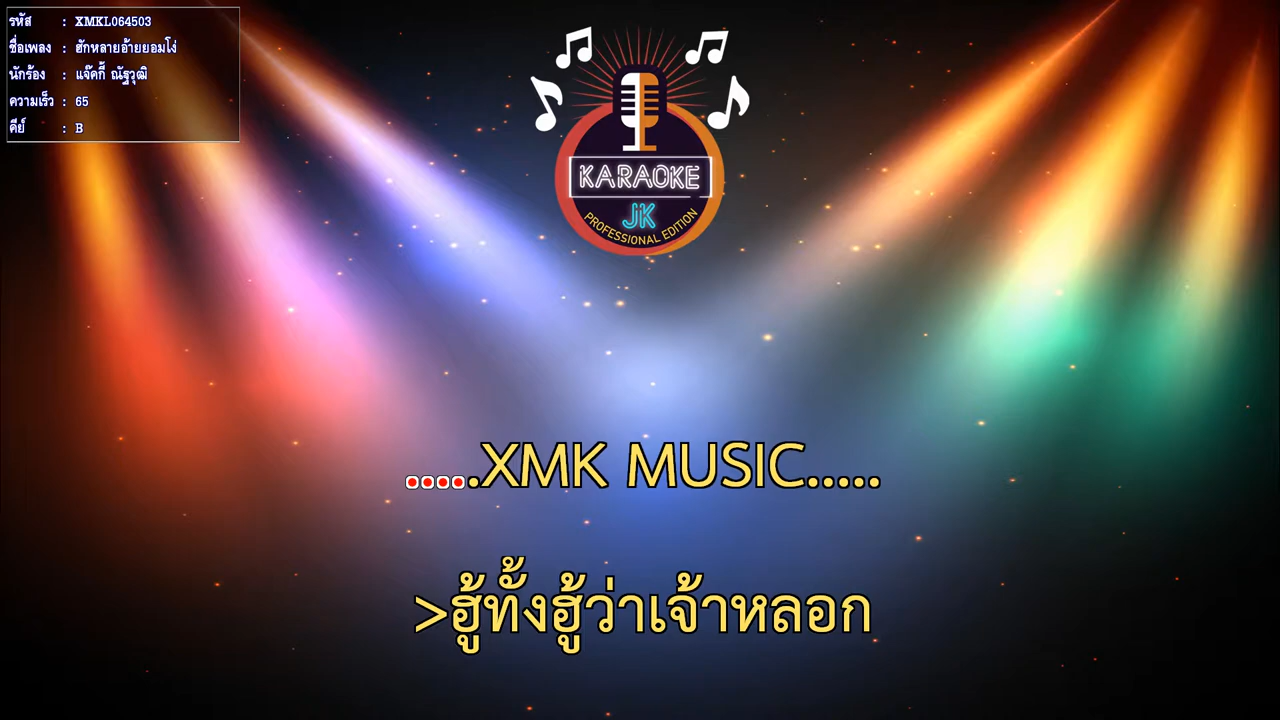 รหัส : XMKL064503
ชื่อเพลง : ฮักหลายอ้ายยอมโง่
นักร้อง : แจ๊คกี้ ณัฐวุฒิ
ความเร็ว : 65
คีย์ : B
KARAOKE
JK
PROFESSIONAL EDITION
.....XMK MUSIC.....
>ฮู้ทั้งฮู้ว่าเจ้าหลอก